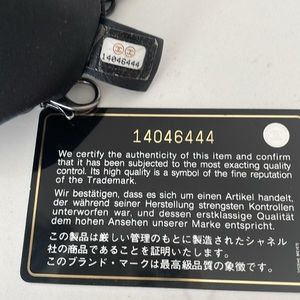 14046444
14046444
We certify the authenticity of this item and confirm
that it has been subjected to the most exacting quality
control. Its high quality is a symbol of the fine reputation
of the Trademark.
Wir bestätigen, dass es sich um einen Artikel handelt,
der während seiner Herstellung strengsten Kontrollen
unterworfen war, und dessen erstklassige Qualität
dem hohen Ansehen unserer Marke entspricht.
この製品は厳しい管理のもとに製造されたシャネル
社の商品であることを証明いたします。
このブランド・マークは最高級品質の象徴です。